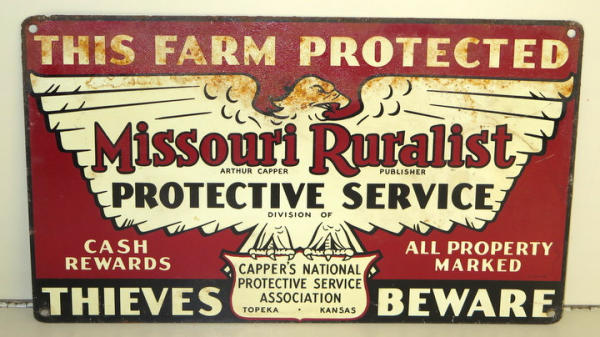 THIS FARM PROTECTED
Missouri Ruralist
ARTHUR CAPPER PUBLISHER
PROTECTIVE SERVICE
DIVISION OF
CASH
REWARDS
CAPPER'S NATIONAL
PROTECTIVE SERVICE
ASSOCIATION
TOPEKA · KANSAS
ALL PROPERTY
MARKED
THIEVES BEWARE